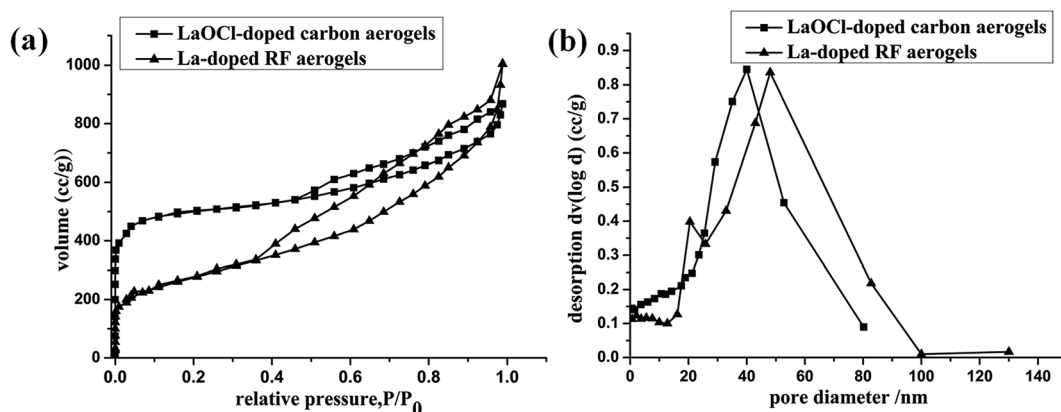 (a)
LaOCl-doped carbon aerogels
La-doped RF aerogels
1000
800
600
400
200
0
volume (cc/g))
0.0 0.2 0.4 0.6 0.8 1.0
relative pressure,P/P0
(b)
LaOCl-doped carbon aerogels
La-doped RF aerogels
0.9
0.8
0.7
0.6
0.5
0.4
0.3
0.2
0.1
0.0
desorption dv(log d) (cc/g)
0 20 40 60 80 100 120 140
pore diameter /nm